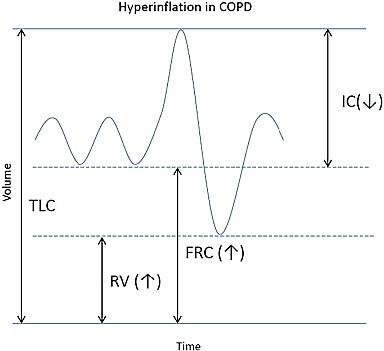 Hyperinflation in COPD
IC(↓)
Volume
TLC
FRC (↑)
RV (↑)
Time